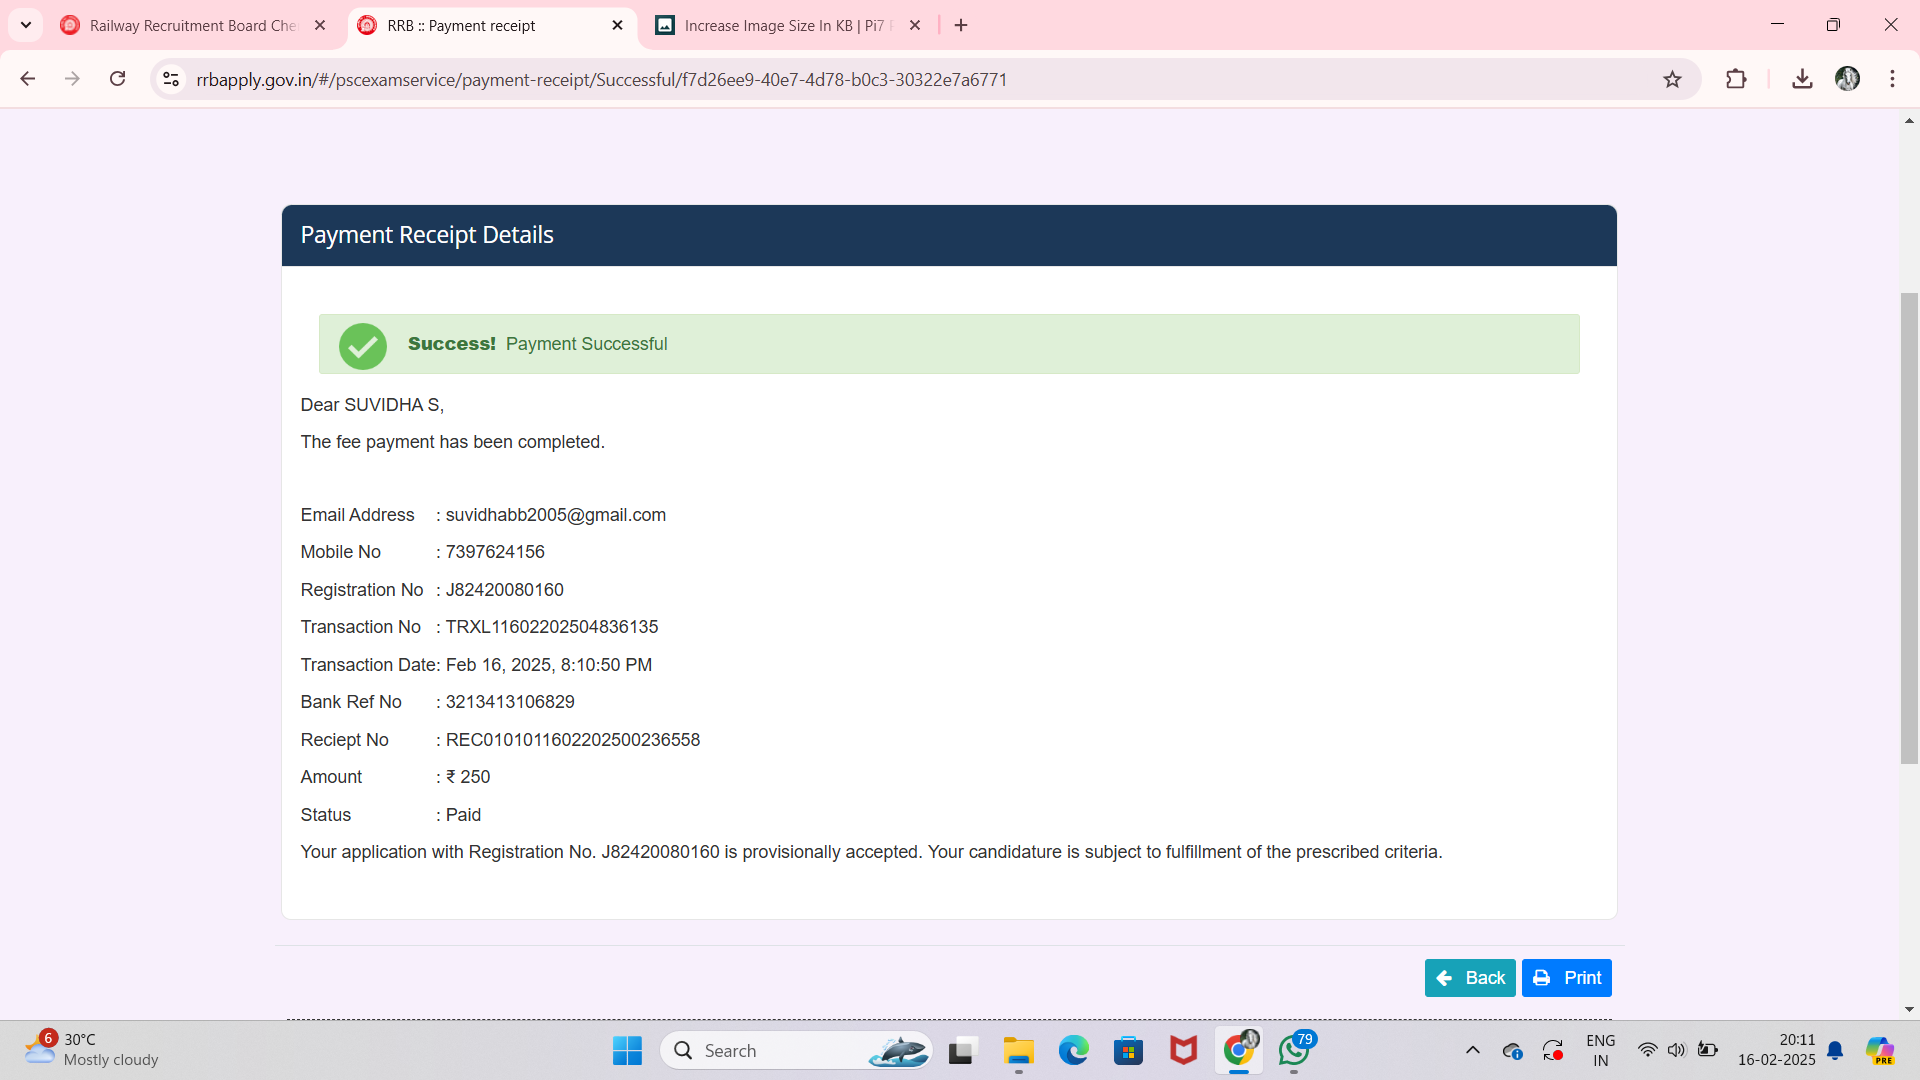 Railway Recruitment Board Che
RRB :: Payment receipt
Increase Image Size In KB | Pi7
rrbapply.gov.in/#/pscexamservice/payment-receipt/Successful/f7d26ee9-40e7-4d78-b0c3-30322e7a6771
Payment Receipt Details
Success! Payment Successful
Dear SUVIDHA S,
The fee payment has been completed.
Email Address : suvidhabb2005@gmail.com
Mobile No : 7397624156
Registration No : J82420080160
Transaction No : TRXL11602202504836135
Transaction Date: Feb 16, 2025, 8:10:50 PM
Bank Ref No : 3213413106829
Reciept No : REC0101011602202500236558
Amount : ₹ 250
Status : Paid
Your application with Registration No. J82420080160 is provisionally accepted. Your candidature is subject to fulfillment of the prescribed criteria.
Back Print
6
30°C
Mostly cloudy
Search
79
ENG
IN
20:11
16-02-2025
PRE